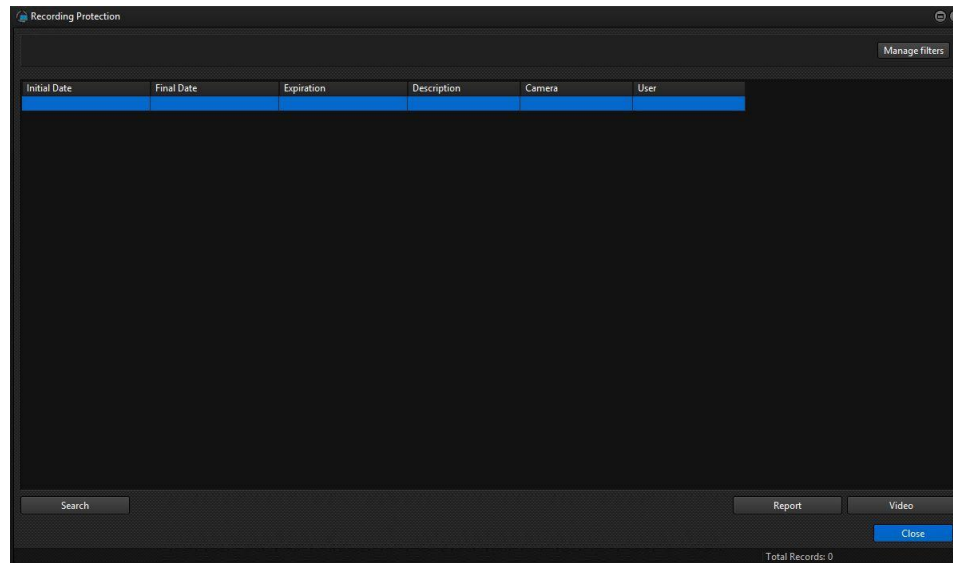 Recording Protection
Manage filters
Initial Date Final Date Expiration Description Camera User
Search Report Video
Close
Total Records: 0